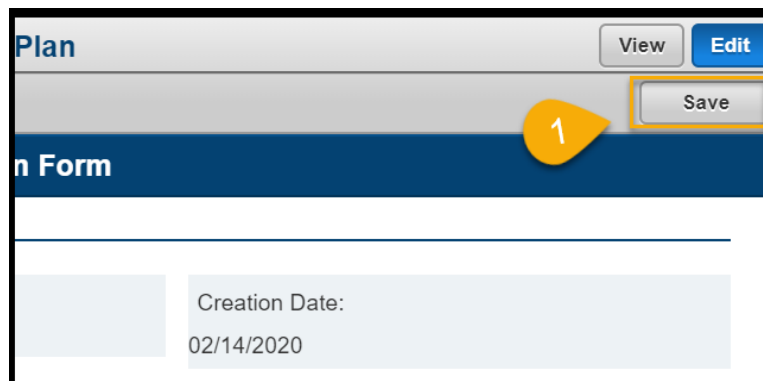 Plan
View
Edit
Save
1
n Form
Creation Date:
02/14/2020